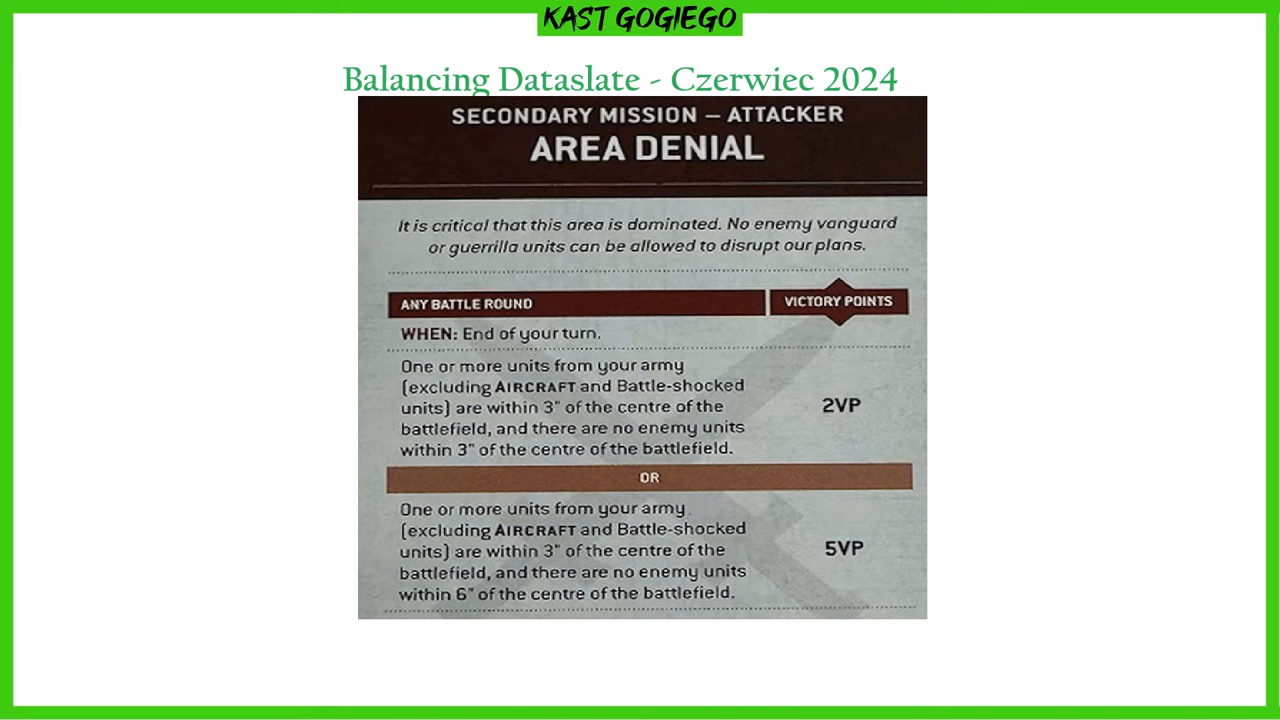 KAST GOGIEGO
Balancing Dataslate - Czerwiec 2024
SECONDARY MISSION – ATTACKER
AREA DENIAL
It is critical that this area is dominated. No enemy vanguard
or guerrilla units can be allowed to disrupt our plans.
ANY BATTLE ROUND
VICTORY POINTS
WHEN: End of your turn.
One or more units from your army
(excluding AIRCRAFT and Battle-shocked
units) are within 3" of the centre of the
battlefield, and there are no enemy units
within 3" of the centre of the battlefield.
2VP
OR
One or more units from your army
(excluding AIRCRAFT and Battle-shocked
units) are within 3" of the centre of the
battlefield, and there are no enemy units
within 6" of the centre of the battlefield.
5VP